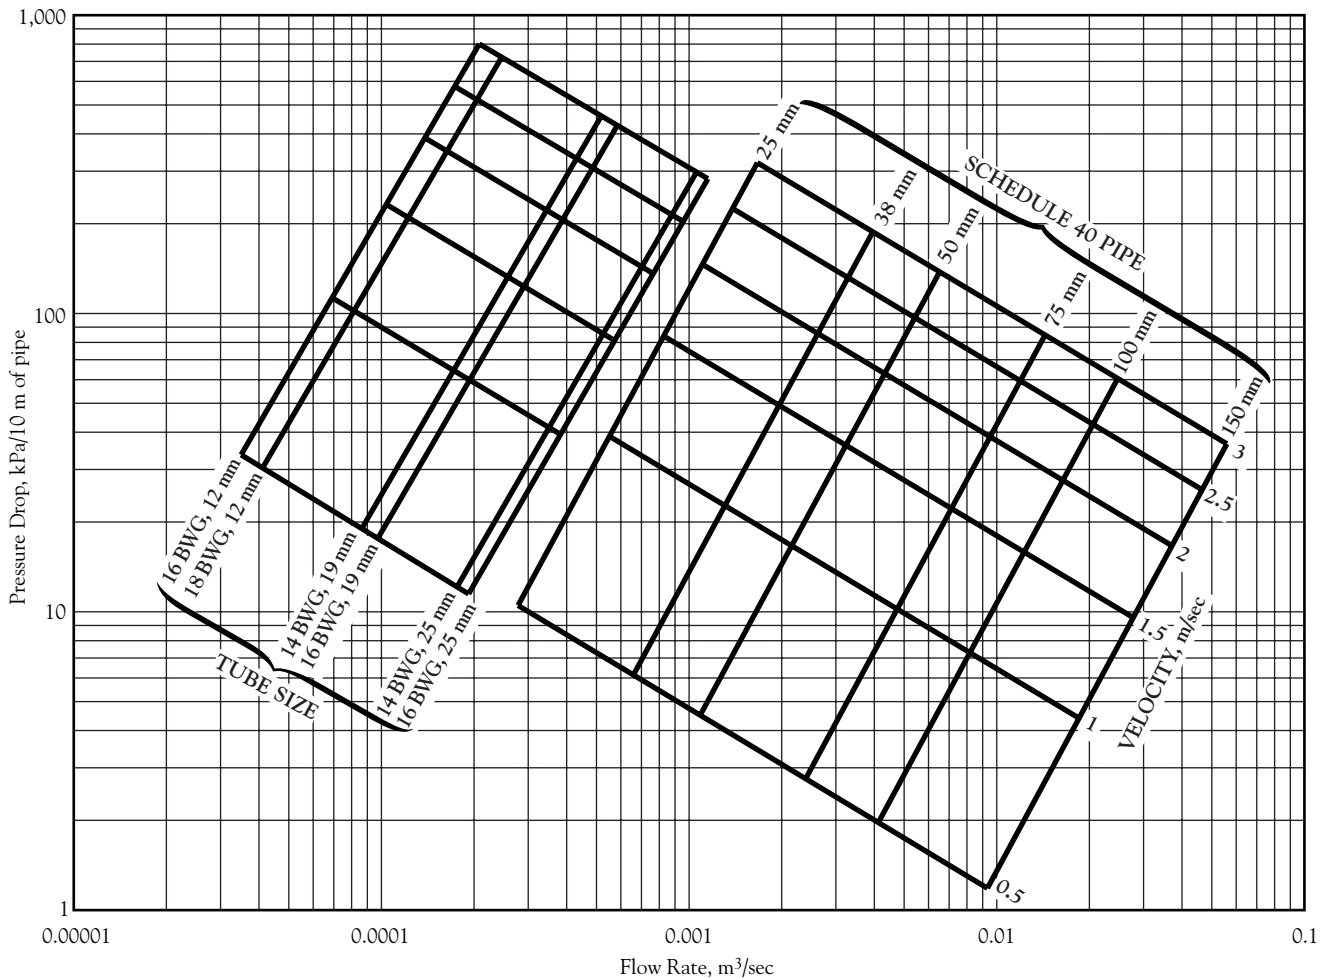 1,000
100
10
1
Pressure Drop, kPa/10 m of pipe
0.00001
0.0001
0.001
0.01
0.1
Flow Rate, m³/sec
16 BWG, 12 mm
18 BWG, 12 mm
14 BWG, 19 mm
16 BWG, 19 mm
14 BWG, 25 mm
16 BWG, 25 mm
TUBE SIZE
25 mm
38 mm
50 mm
75 mm
100 mm
150 mm
SCHEDULE 40 PIPE
3
2.5
2
1.5
1
0.5
VELOCITY, m/sec